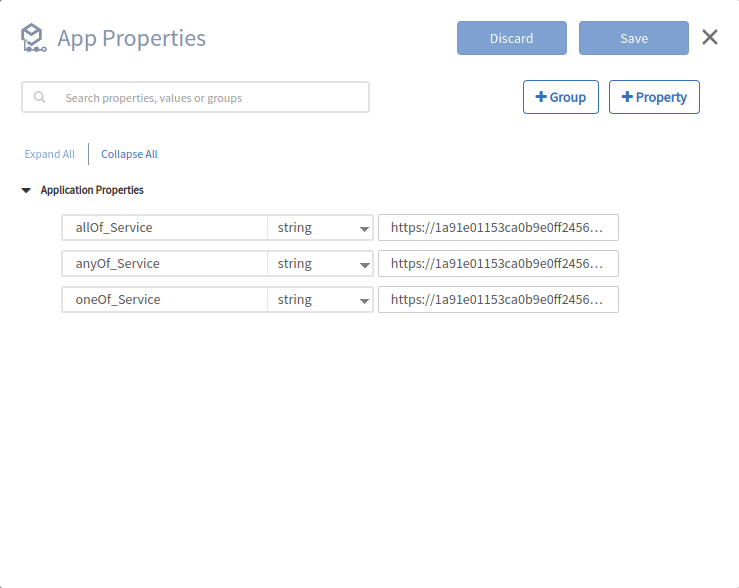 App Properties
Discard
Save
Search properties, values or groups
+ Group
+ Property
Expand All
Collapse All
Application Properties
allOf_Service string https://1a91e01153ca0b9e0ff2456...
anyOf_Service string https://1a91e01153ca0b9e0ff2456...
oneOf_Service string https://1a91e01153ca0b9e0ff2456...